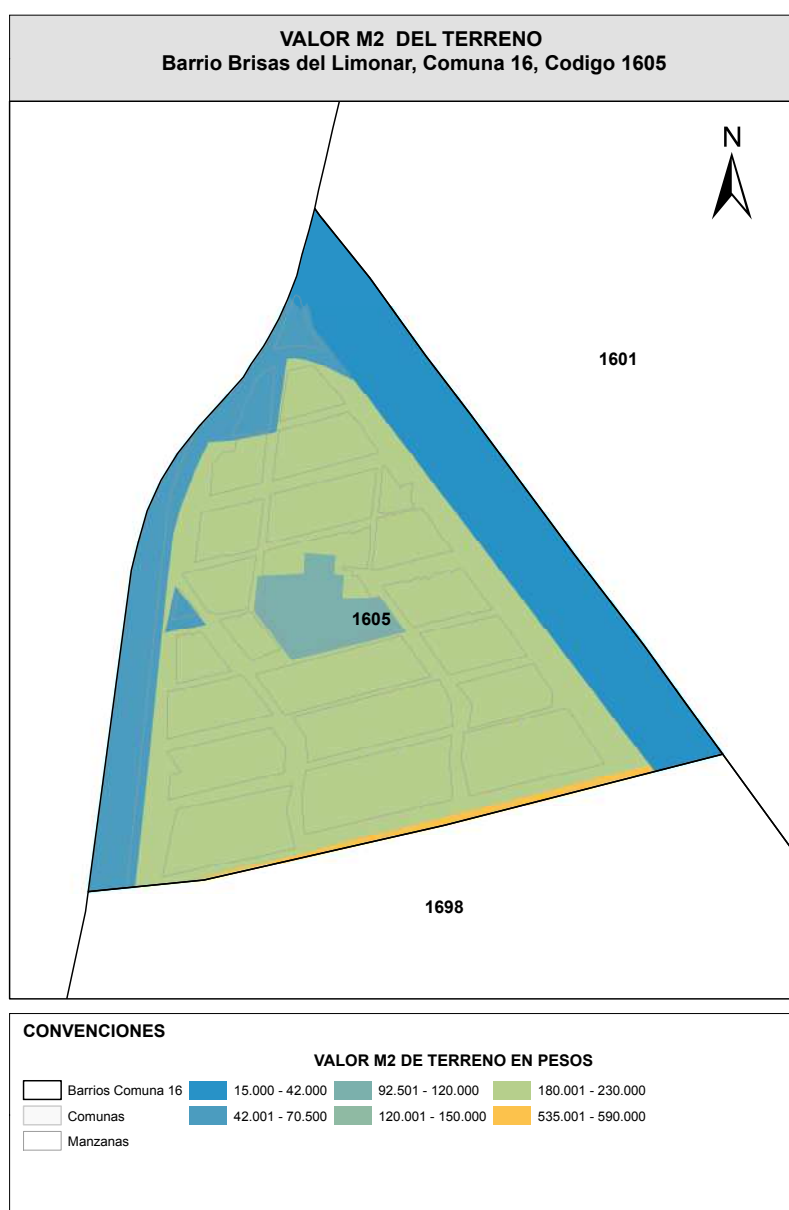 VALOR M2 DEL TERRENO
Barrio Brisas del Limonar, Comuna 16, Codigo 1605
N
1601
1605
1698
CONVENCIONES
VALOR M2 DE TERRENO EN PESOS
Barrios Comuna 16
15.000 - 42.000
92.501 - 120.000
180.001 - 230.000
Comunas
42.001 - 70.500
120.001 - 150.000
535.001 - 590.000
Manzanas